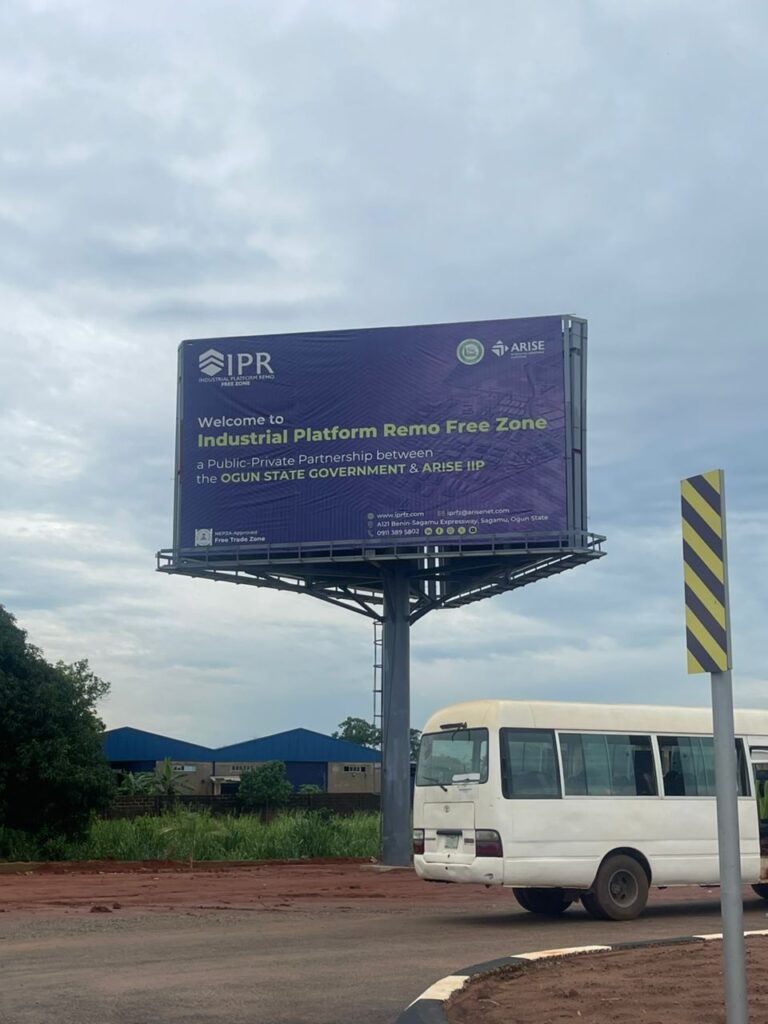 IPR
INDUSTRIAL PLATFORM REMO
FREE ZONE
ARISE
Welcome to
Industrial Platform Remo Free Zone
a Public-Private Partnership between
the OGUN STATE GOVERNMENT & ARISE IIP
NEPZA-Approved
Free Trade Zone
www.iprfz.com iprfz@arisenet.com
A121 Benin-Sagamu Expressway, Sagamu, Ogun State
0911 389 5802